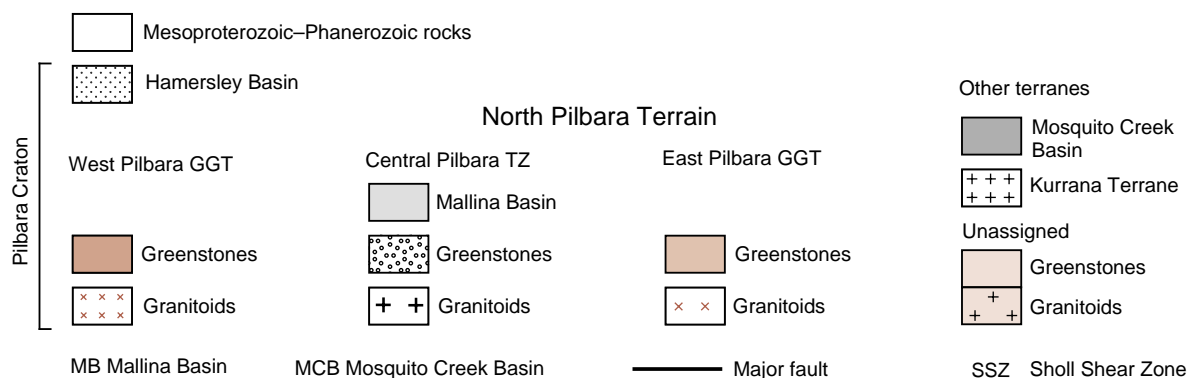 Mesoproterozoic–Phanerozoic rocks
Pilbara Craton
Hamersley Basin
North Pilbara Terrain
West Pilbara GGT
Greenstones
Granitoids
Central Pilbara TZ
Mallina Basin
Greenstones
Granitoids
East Pilbara GGT
Greenstones
Granitoids
Other terranes
Mosquito Creek
Basin
Kurrana Terrane
Unassigned
Greenstones
Granitoids
MB Mallina Basin
MCB Mosquito Creek Basin
Major fault
SSZ Sholl Shear Zone